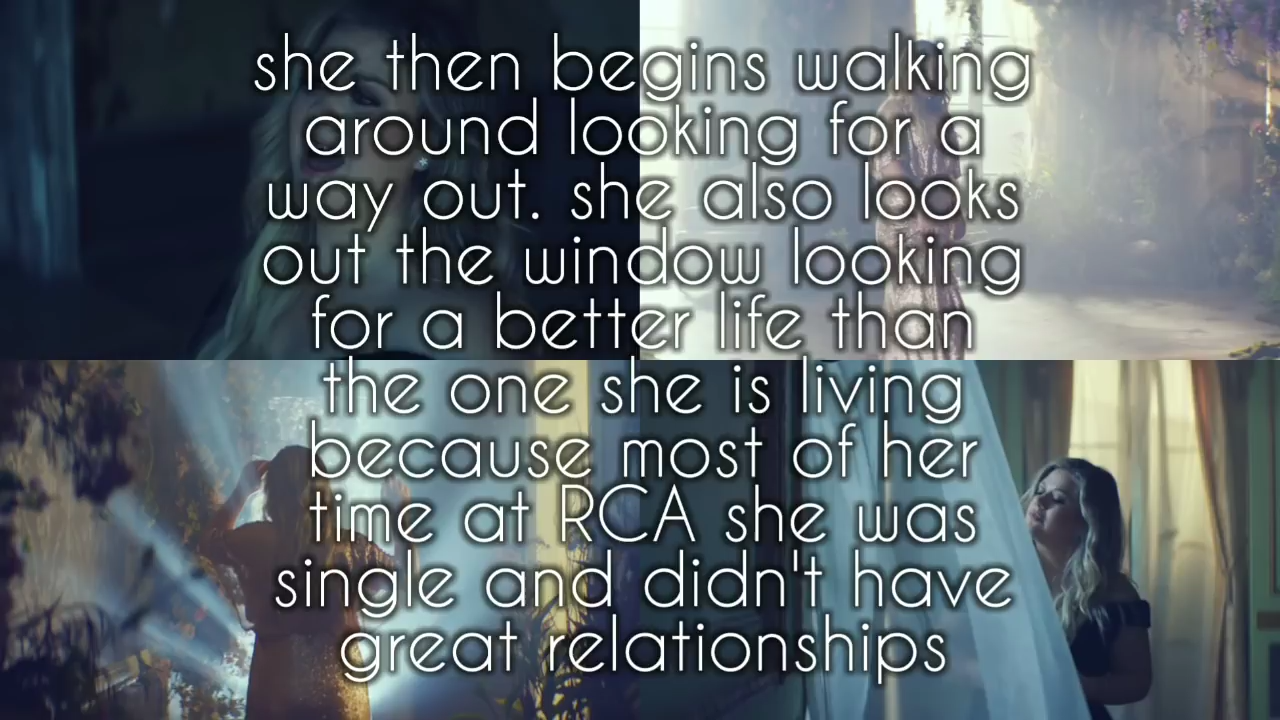 she then begins walking
around looking for a
way out. she also looks
out the window looking
for a better life than
the one she is living
because most of her
time at RCA she was
single and didn't have
great relationships